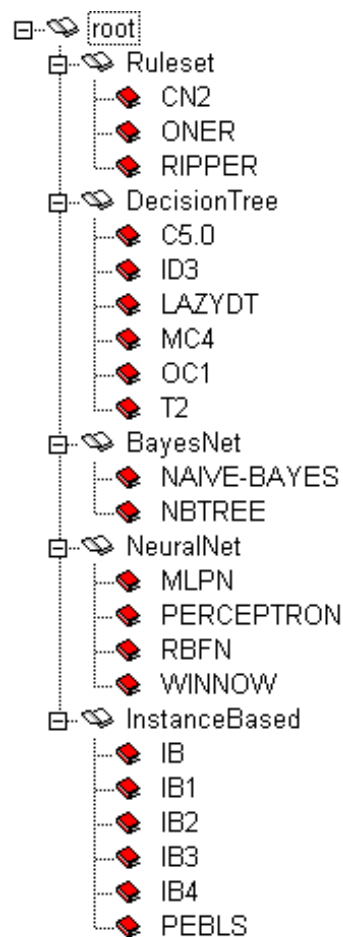 root
Ruleset
CN2
ONER
RIPPER
DecisionTree
C5.0
ID3
LAZYDT
MC4
OC1
T2
BayesNet
NAIVE-BAYES
NBTREE
NeuralNet
MLPN
PERCEPTRON
RBFN
WINNOW
InstanceBased
IB
IB1
IB2
IB3
IB4
PEBLS